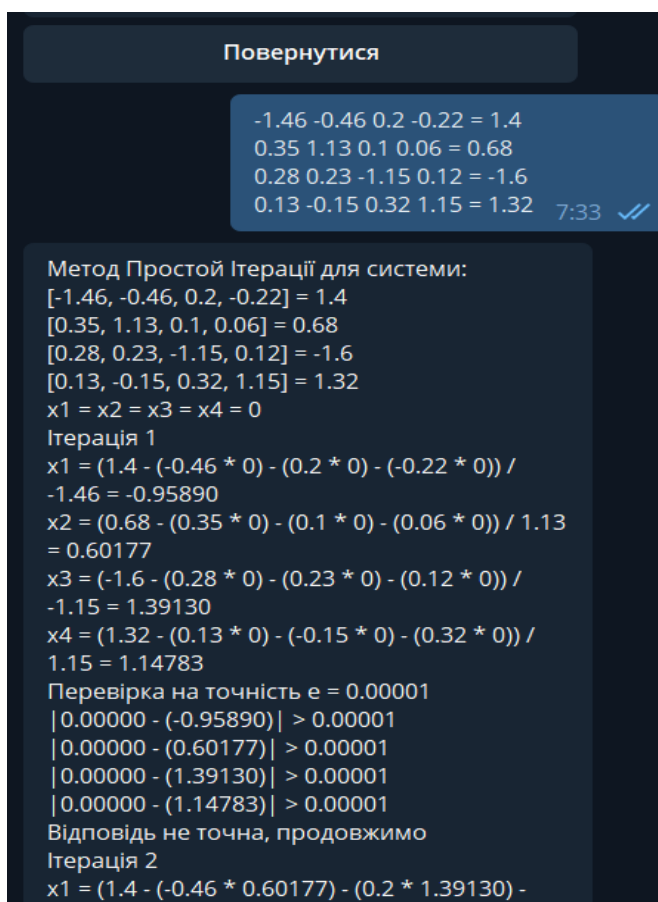 Повернутися
-1.46 -0.46 0.2 -0.22 = 1.4
0.35 1.13 0.1 0.06 = 0.68
0.28 0.23 -1.15 0.12 = -1.6
0.13 -0.15 0.32 1.15 = 1.32 7:33
Метод Простой Ітерації для системи:
[-1.46, -0.46, 0.2, -0.22] = 1.4
[0.35, 1.13, 0.1, 0.06] = 0.68
[0.28, 0.23, -1.15, 0.12] = -1.6
[0.13, -0.15, 0.32, 1.15] = 1.32
x1 = x2 = x3 = x4 = 0
Ітерація 1
x1 = (1.4 - (-0.46 * 0) - (0.2 * 0) - (-0.22 * 0)) /
-1.46 = -0.95890
x2 = (0.68 - (0.35 * 0) - (0.1 * 0) - (0.06 * 0)) / 1.13
= 0.60177
x3 = (-1.6 - (0.28 * 0) - (0.23 * 0) - (0.12 * 0)) /
-1.15 = 1.39130
x4 = (1.32 - (0.13 * 0) - (-0.15 * 0) - (0.32 * 0)) /
1.15 = 1.14783
Перевірка на точність e = 0.00001
|0.00000 - (-0.95890)| > 0.00001
|0.00000 - (0.60177)| > 0.00001
|0.00000 - (1.39130)| > 0.00001
|0.00000 - (1.14783)| > 0.00001
Відповідь не точна, продовжимо
Ітерація 2
x1 = (1.4 - (-0.46 * 0.60177) - (0.2 * 1.39130) -